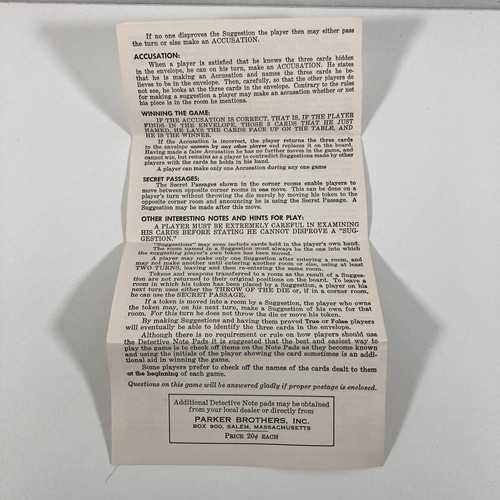 If no one disproves the Suggestion the player then may either pass
the turn or else make an ACCUSATION.
ACCUSATION:
When a player is satisfied that he knows the three cards hidden
in the envelope, he can on his turn, make an ACCUSATION. He states
that he is making an Accusation and names the three cards he be-
lieves to be in the envelope. Then, carefully, so that the other players do
not see, he looks at the three cards in the envelope. Contrary to the rules
for making a suggestion a player may make an accusation whether or not
his piece is in the room he mentions.
WINNING THE GAME:
IF THE ACCUSATION IS CORRECT, THAT IS, IF THE PLAYER
FINDS IN THE ENVELOPE, THOSE 3 CARDS THAT HE JUST
NAMED, HE LAYS THE CARDS FACE UP ON THE TABLE, AND
HE IS THE WINNER.
If the Accusation is incorrect, the player returns the three cards
to the envelope unseen by any other player and replaces it on the board.
Having made a false Accusation he has no further moves in the game, and
cannot win, but remains as a player to contradict Suggestions made by other
players with the cards he holds in his hand.
A player can make only one Accusation during any one game
SECRET PASSAGES:
The Secret Passages shown in the corner rooms enable players to
move between opposite corner rooms in one move. This can be done on a
player's turn without throwing the die merely by moving his token to the
opposite corner room and announcing he is using the Secret Passage. A
Suggestion may be made after this move.
OTHER INTERESTING NOTES AND HINTS FOR PLAY:
A PLAYER MUST BE EXTREMELY CAREFUL IN EXAMINING
HIS CARDS BEFORE STATING HE CANNOT DISPROVE A "SUG-
GESTION."
"Suggestions" may even include cards held in the player's own hand.
The room named in a Suggestion must always be the one into which
the suggesting player's own token has been moved.
A player may make only one Suggestion after entering a room, and
may not make another until entering another room or else, using at least
TWO TURNS, leaving and then re-entering the same room.
Tokens and weapons transferred to a room as the result of a Sugges-
tion are not returned to their original positions on the board. To leave a
room in which his token has been placed by a Suggestion, a player on his
next turn uses either the THROW OF THE DIE or, if in a corner room,
he can use the SECRET PASSAGE.
If a token is moved into a room by a Suggestion, the player who owns
the token may, on his next turn, make a Suggestion of his own for that
room. For this turn he does not throw the die or move his token.
By making Suggestions and having them proved True or False players
will eventually be able to identify the three cards in the envelope.
Although there is no requirement or rule on how players should use
the Detective Note Pads it is suggested that the best and easiest way to
play the game is to check off items on the Note Pads as they become known
and using the initials of the player showing the card sometimes is an addi-
tional aid in winning the game.
Some players prefer to check off the names of the cards dealt to them
at the beginning of each game.
Questions on this game will be answered gladly if proper postage is enclosed.
Additional Detective Note pads may be obtained
from your local dealer or directly from
PARKER BROTHERS, INC.
BOX 900, SALEM, MASSACHUSETTS
PRICE 20¢ EACH